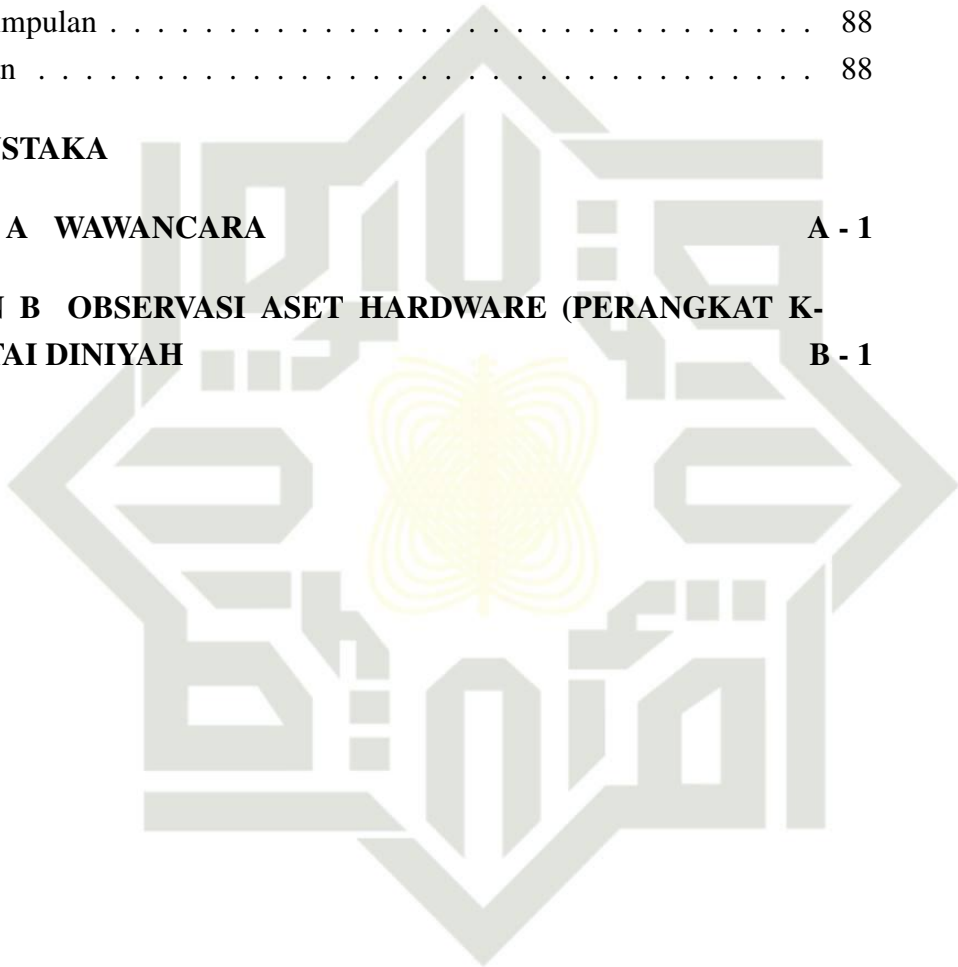 mpulan . . . . . . . . . . . . . . . . . . . . . . . . . . . . . . 88
n . . . . . . . . . . . . . . . . . . . . . . . . . . . . . . . . . 88
STAKA
A WAWANCARA A - 1
B OBSERVASI ASET HARDWARE (PERANGKAT K-
TAI DINIYAH B - 1